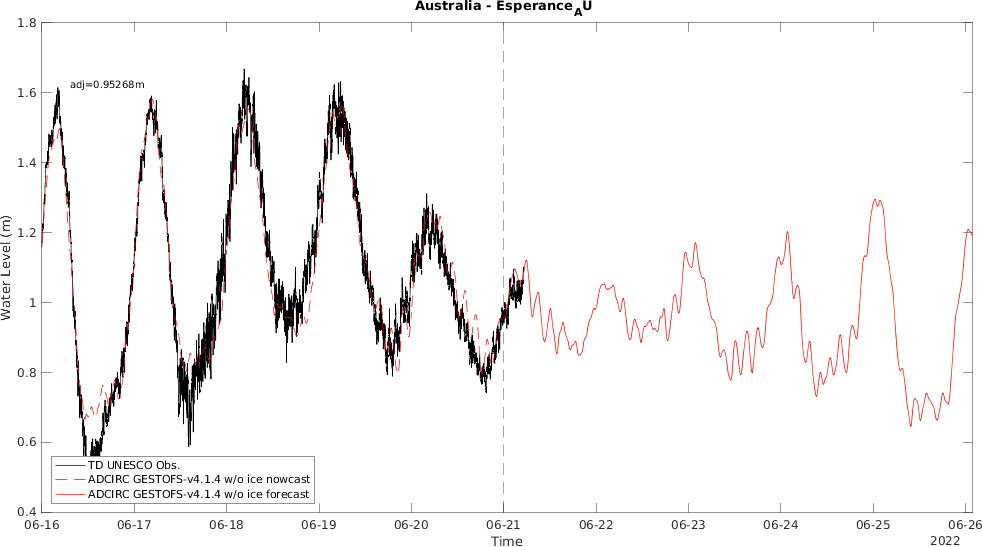 Australia - Esperance_AU
1.8
1.6
1.4
1.2
1
0.8
0.6
0.4
Water Level (m)
adj=0.95268m
TD UNESCO Obs.
ADCIRC GESTOFS-v4.1.4 w/o ice nowcast
ADCIRC GESTOFS-v4.1.4 w/o ice forecast
06-16 06-17 06-18 06-19 06-20 06-21 06-22 06-23 06-24 06-25 06-26
Time
2022